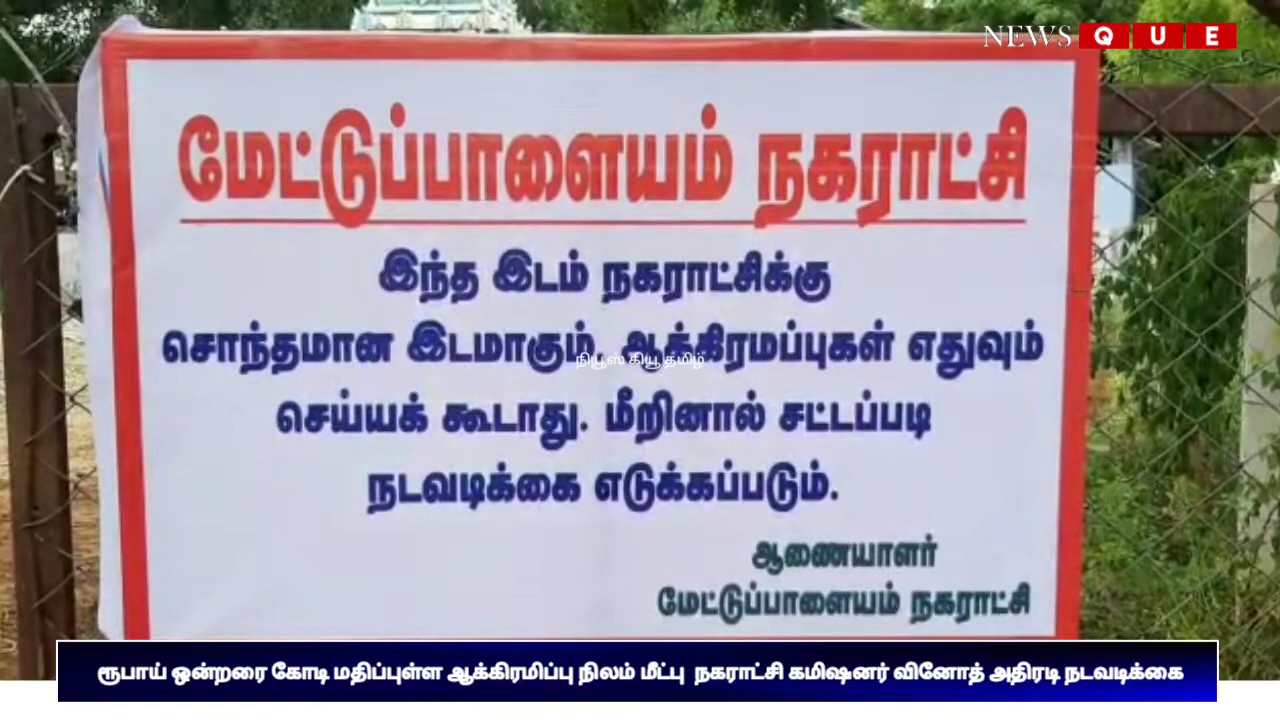 NEWS QUE
மேட்டுப்பாளையம் நகராட்சி
இந்த இடம் நகராட்சிக்கு
சொந்தமான இடமாகும். ஆக்கிரமப்புகள் எதுவும்
நியூஸ் கியூ தமிழ்
செய்யக் கூடாது. மீறினால் சட்டப்படி
நடவடிக்கை எடுக்கப்படும்.
ஆணையாளர்
மேட்டுப்பாளையம் நகராட்சி
ரூபாய் ஒன்றரை கோடி மதிப்புள்ள ஆக்கிரமிப்பு நிலம் மீட்பு நகராட்சி கமிஷனர் வினோத் அதிரடி நடவடிக்கை